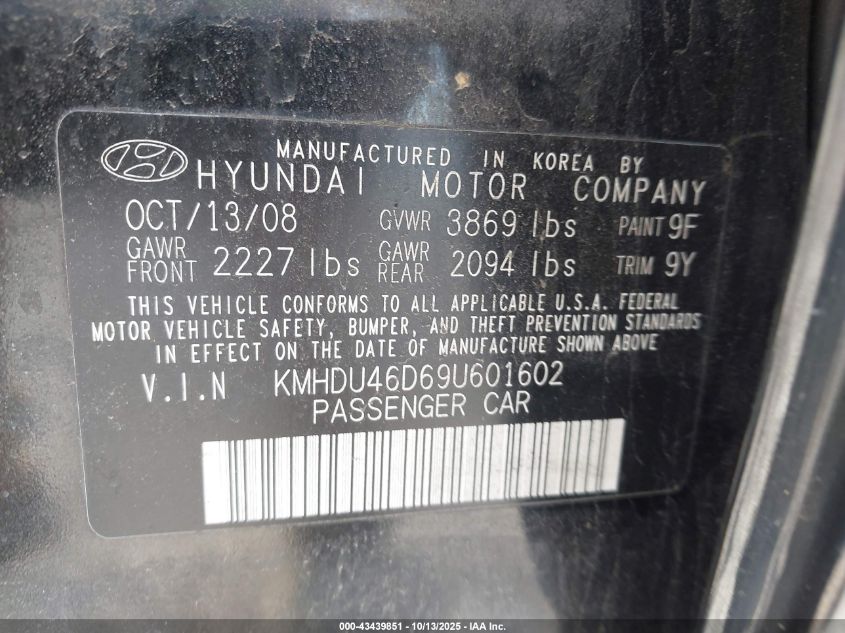 MANUFACTURED IN KOREA BY
HYUNDAI MOTOR COMPANY
OCT/13/08 GVWR 3869 lbs PAINT 9F
GAWR FRONT 2227 lbs GAWR REAR 2094 lbs TRIM 9Y
THIS VEHICLE CONFORMS TO ALL APPLICABLE U.S.A. FEDERAL
MOTOR VEHICLE SAFETY, BUMPER, AND THEFT PREVENTION STANDARDS
IN EFFECT ON THE DATE OF MANUFACTURE SHOWN ABOVE
V.I.N KMHDU46D69U601602
PASSENGER CAR
000-43439851 | 10/13/2025 - IAA Inc.